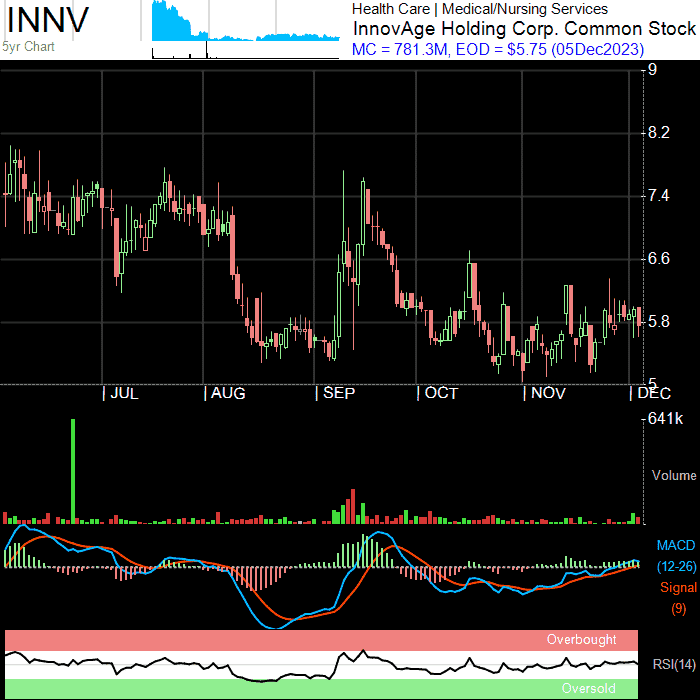 INNV
5yr Chart
Health Care | Medical/Nursing Services
InnovAge Holding Corp. Common Stock
MC = 781.3M, EOD = $5.75 (05Dec2023)
9
8.2
7.4
6.6
5.8
5
JUL AUG SEP OCT NOV DEC
641k
Volume
MACD
(12-26)
Signal
(9)
Overbought
RSI(14)
Oversold